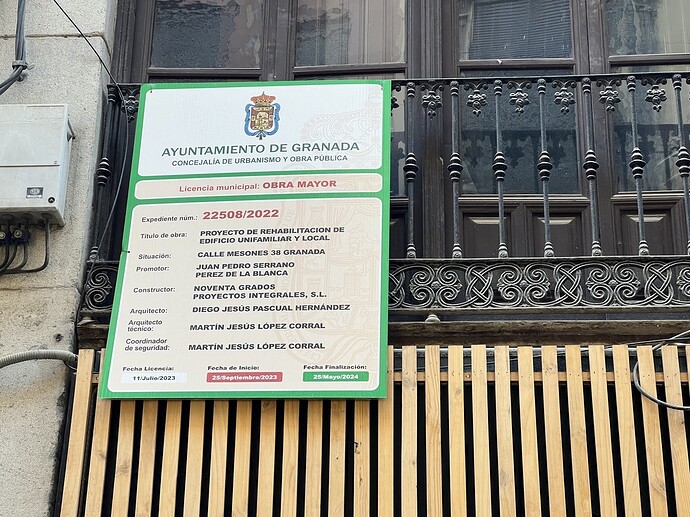 AYUNTAMIENTO DE GRANADA
CONCEJALÍA DE URBANISMO Y OBRA PÚBLICA
Licencia municipal: OBRA MAYOR
Expediente núm.: 22508/2022
Título de obra: PROYECTO DE REHABILITACION DE
EDIFICIO UNIFAMILIAR Y LOCAL
Situación: CALLE MESONES 38 GRANADA
Promotor: JUAN PEDRO SERRANO
PEREZ DE LA BLANCA
Constructor: NOVENTA GRADOS
PROYECTOS INTEGRALES, S.L.
Arquitecto: DIEGO JESÚS PASCUAL HERNÁNDEZ
Arquitecto
técnico: MARTÍN JESÚS LÓPEZ CORRAL
Coordinador
de seguridad: MARTÍN JESÚS LÓPEZ CORRAL
Fecha Licencia: Fecha de Inicio: Fecha Finalización:
11/Julio/2023 25/Septiembre/2023 25/Mayo/2024